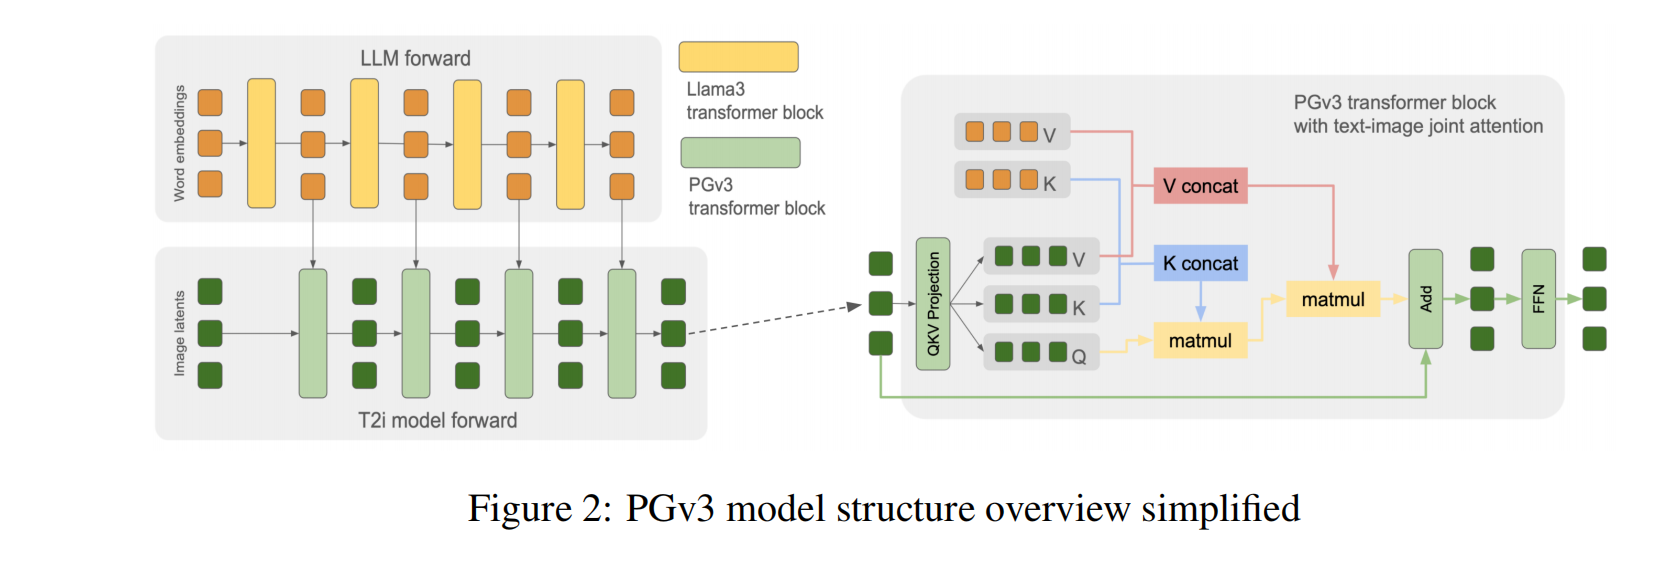 LLM forward
Word embeddings
Llama3
transformer block
PGv3
transformer block
Image latents
T2i model forward
PGv3 transformer block
with text-image joint attention
V
K
V concat
QKV Projection
V
K
Q
K concat
matmul
matmul
Add
FFN
Figure 2: PGv3 model structure overview simplified